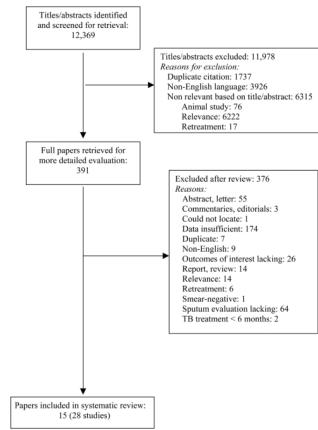 Titles/abstracts identified
and screened for retrieval:
12,369
Titles/abstracts excluded: 11,978
Reasons for exclusion:
Duplicate citation: 1737
Non-English language: 3926
Non relevant based on title/abstract: 6315
Animal study: 76
Relevance: 6222
Retreatment: 17
Full papers retrieved for
more detailed evaluation:
391
Excluded after review: 376
Reasons:
Abstract, letter: 55
Commentaries, editorials: 3
Could not locate: 1
Data insufficient: 174
Duplicate: 7
Non-English: 9
Outcomes of interest lacking: 26
Report, review: 14
Relevance: 14
Retreatment: 6
Smear-negative: 1
Sputum evaluation lacking: 64
TB treatment < 6 months: 2
Papers included in systematic review:
15 (28 studies)